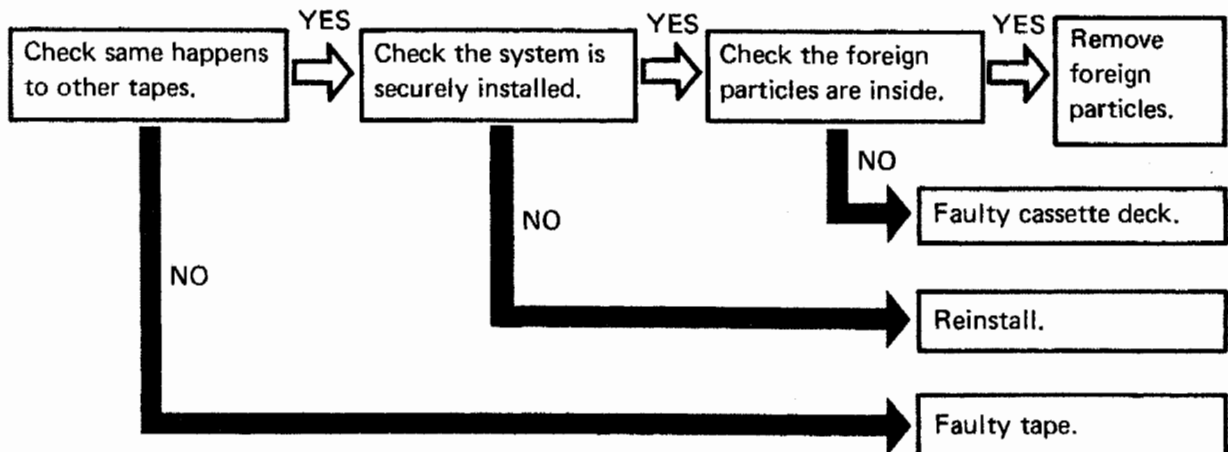 YES
YES
YES
Check same happens
to other tapes.
Check the system is
securely installed.
Check the foreign
particles are inside.
Remove
foreign
particles.
NO
Faulty cassette deck.
NO
Reinstall.
NO
Faulty tape.